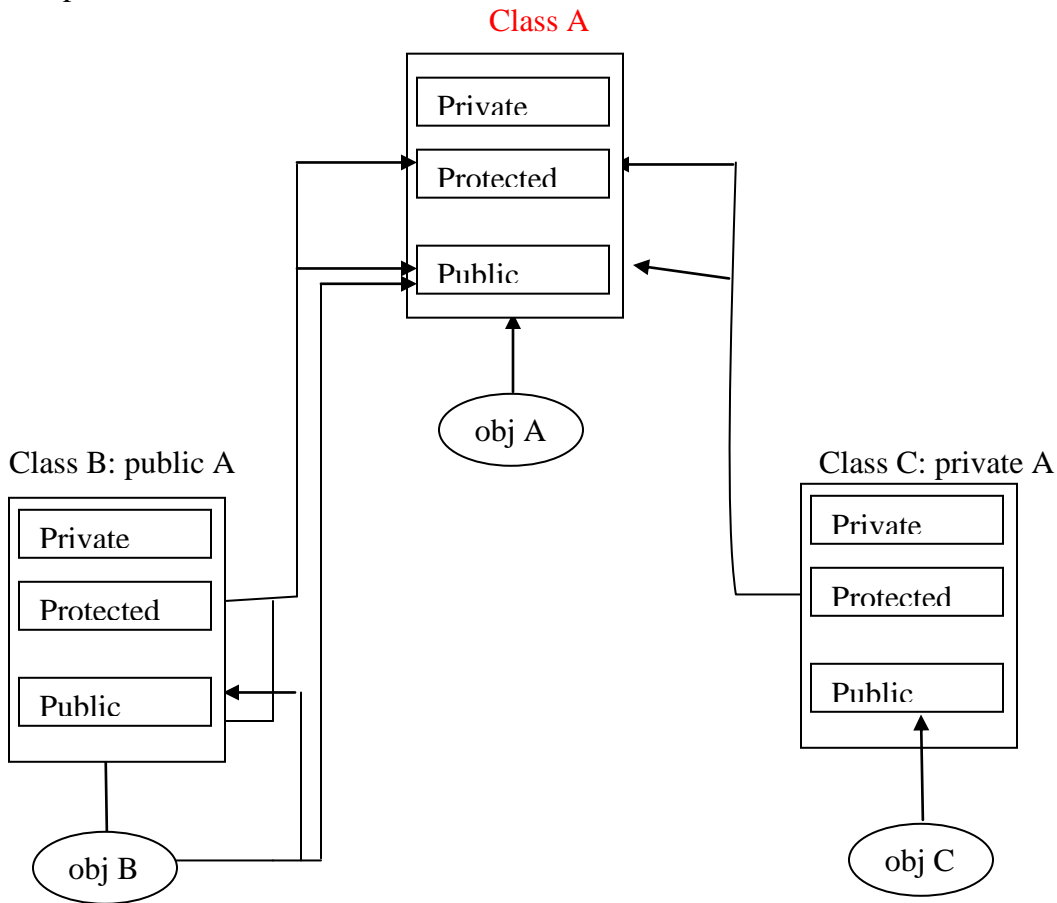 Class A
Private
Protected
Public
obj A
Class B: public A
Private
Protected
Public
obj B
Class C: private A
Private
Protected
Public
obj C